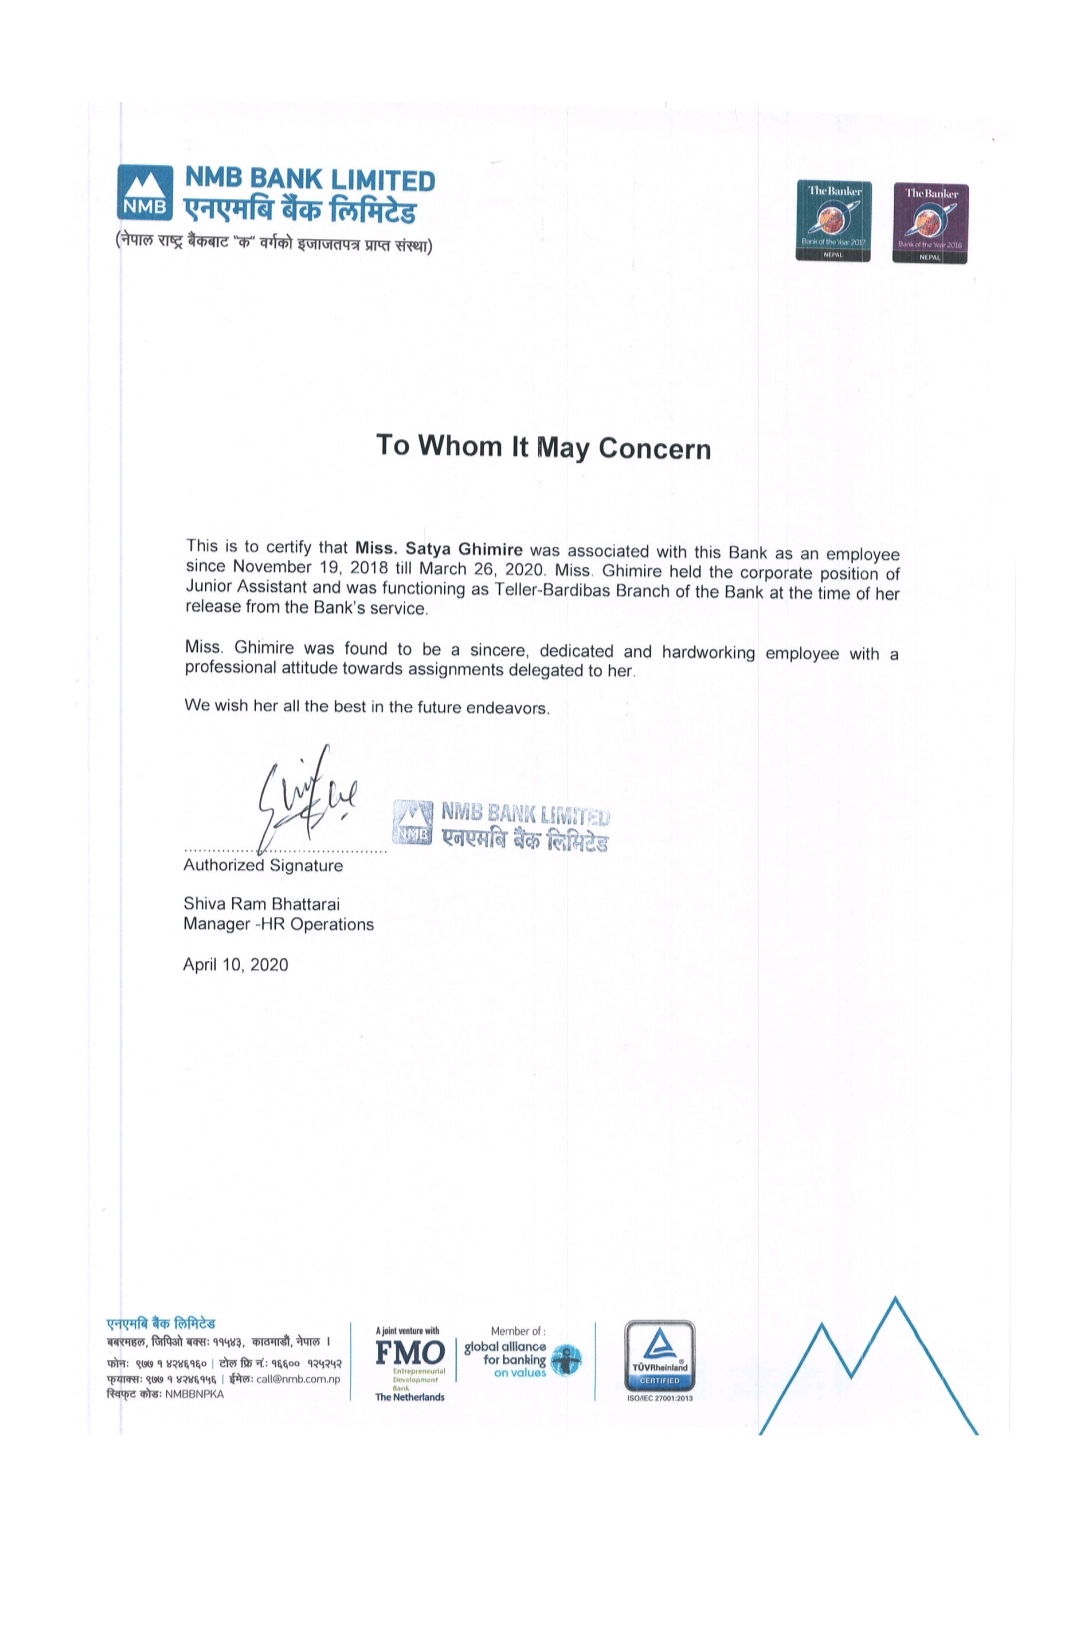 NMB BANK LIMITED
एनएमबि बैंक लिमिटेड
NMB
(नेपाल राष्ट्र बैंकबाट "क" वर्गको इजाजतपत्र प्राप्त संस्था)
The Banker
Bank of the Year 2017
NEPAL
The Banker
Bank of the Year 2018
NEPAL
To Whom It May Concern
This is to certify that Miss. Satya Ghimire was associated with this Bank as an employee
since November 19, 2018 till March 26, 2020. Miss. Ghimire held the corporate position of
Junior Assistant and was functioning as Teller-Bardibas Branch of the Bank at the time of her
release from the Bank's service.
Miss. Ghimire was found to be a sincere, dedicated and hardworking employee with a
professional attitude towards assignments delegated to her.
We wish her all the best in the future endeavors.
NMB BANK LIMITED
NMB एनएमबि बैंक लिमिटेड
Authorized Signature
Shiva Ram Bhattarai
Manager -HR Operations
April 10, 2020
एनएमबि बैंक लिमिटेड
बबरमहल, जिपिओ बक्स: ११५४३, काठमाडौं, नेपाल ।
फोन: ९७७ १ ४२४६१६० | टोल फ्रि नं.: १६६०० १२५२५२
फ्याक्स: ९७७ १ ४२४६१५६ | ईमेल: call@nmb.com.np
स्विफ्ट कोड: NMBBNPKA
A joint venture with
FMO
Entrepreneurial
Development
Bank
The Netherlands
Member of :
global alliance
for banking
on values
TÜVRheinland®
CERTIFIED
ISO/IEC 27001:2013